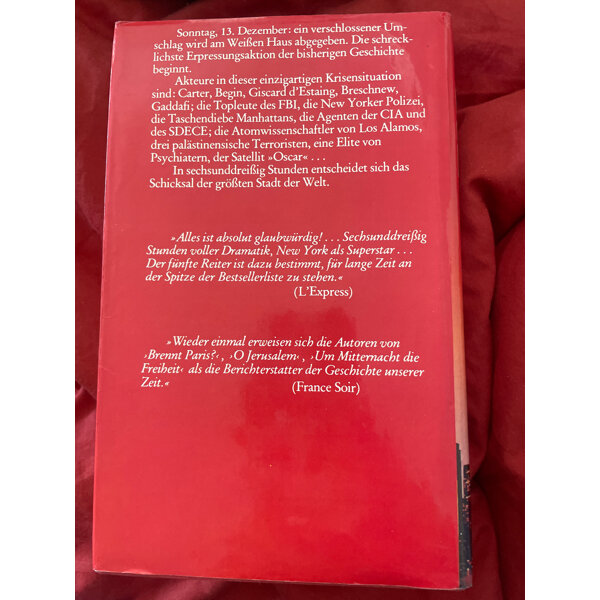 Sonntag, 13. Dezember: ein verschlossener Um-
schlag wird am Weißen Haus abgegeben. Die schreck-
lichste Erpressungsaktion der bisherigen Geschichte
beginnt.
Akteure in dieser einzigartigen Krisensituation
sind: Carter, Begin, Giscard d'Estaing, Breschnew,
Gaddafi; die Topleute des FBI, die New Yorker Polizei,
die Taschendiebe Manhattans, die Agenten der CIA und
des SDECE; die Atomwissenschaftler von Los Alamos,
drei palästinensische Terroristen, eine Elite von
Psychiatern, der Satellit »Oscar« . . .
In sechsunddreißig Stunden entscheidet sich das
Schicksal der größten Stadt der Welt.
»Alles ist absolut glaubwürdig! . . . Sechsunddreißig
Stunden voller Dramatik, New York als Superstar . . .
Der fünfte Reiter ist dazu bestimmt, für lange Zeit an
der Spitze der Bestsellerliste zu stehen.«
(L'Express)
»Wieder einmal erweisen sich die Autoren von
›Brennt Paris?‹, ›O Jerusalem‹, ›Um Mitternacht die
Freiheit‹ als die Berichterstatter der Geschichte unserer
Zeit.« (France Soir)